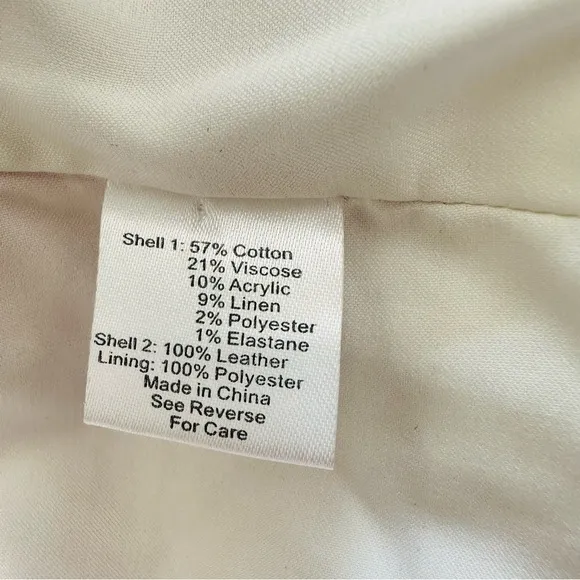 Shell 1: 57% Cotton
21% Viscose
10% Acrylic
9% Linen
2% Polyester
1% Elastane
Shell 2: 100% Leather
Lining: 100% Polyester
Made in China
See Reverse
For Care